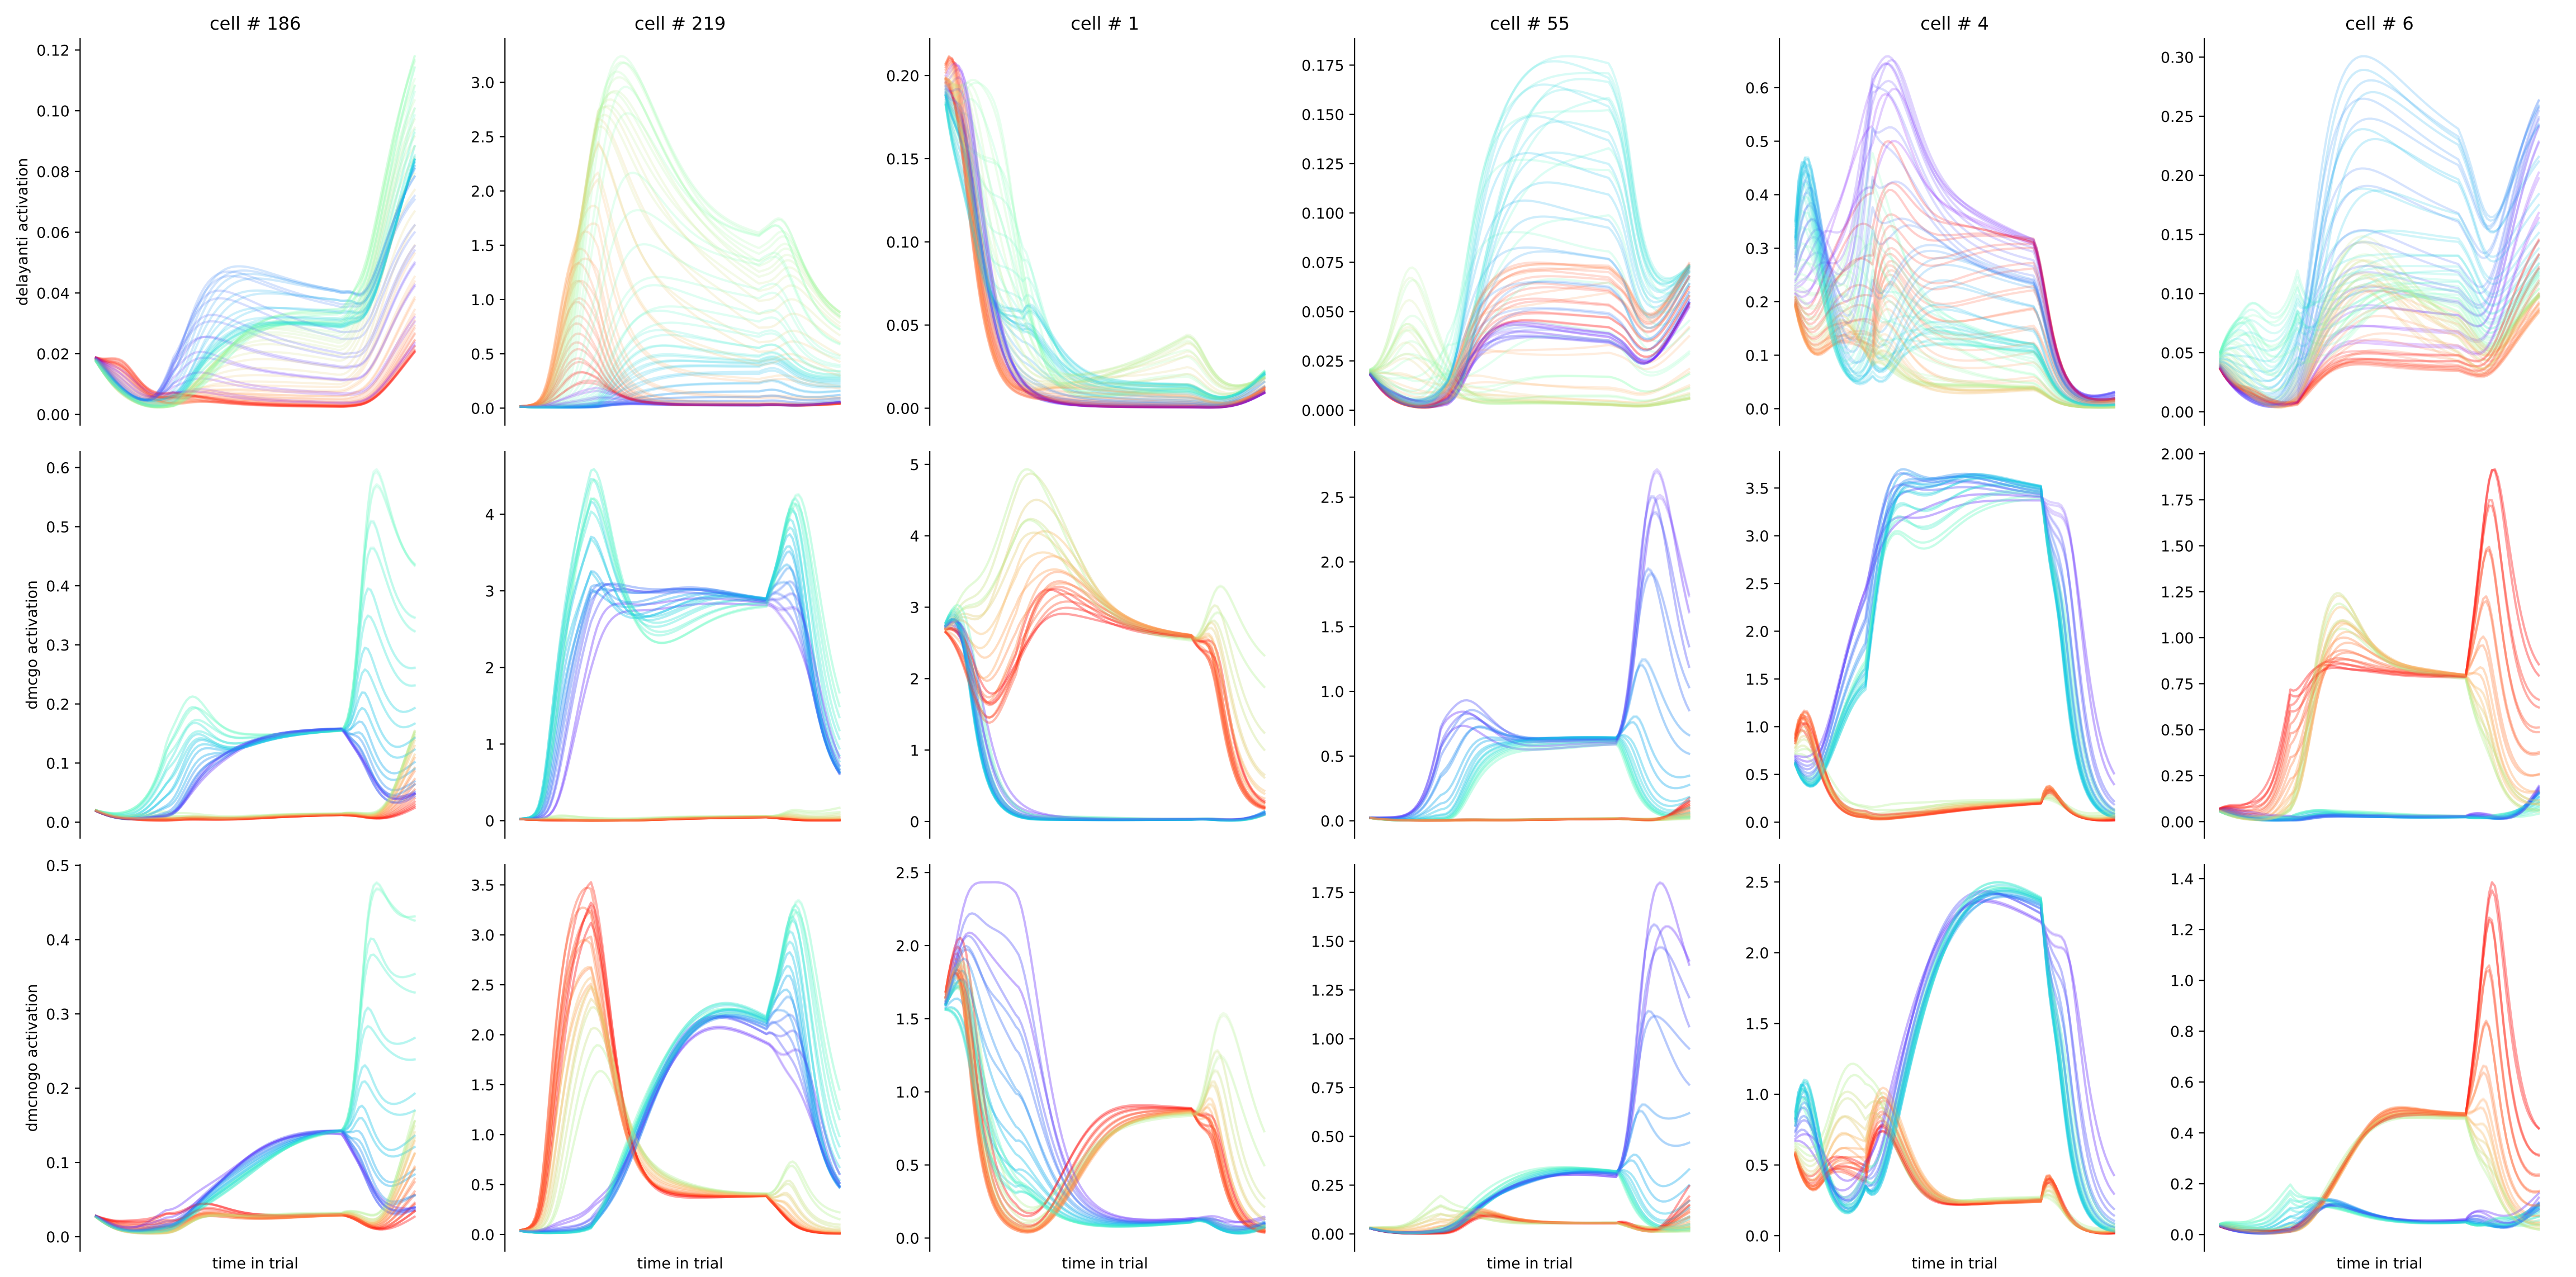 cell # 186 cell # 219 cell # 1 cell # 55 cell # 4 cell # 6
delayanti activation
0.12 0.10 0.08 0.06 0.04 0.02 0.00
3.0 2.5 2.0 1.5 1.0 0.5 0.0
0.20 0.15 0.10 0.05 0.00
0.175 0.150 0.125 0.100 0.075 0.050 0.025 0.000
0.6 0.5 0.4 0.3 0.2 0.1 0.0
0.30 0.25 0.20 0.15 0.10 0.05 0.00
dmcgo activation
0.6 0.5 0.4 0.3 0.2 0.1 0.0
4 3 2 1 0
5 4 3 2 1 0
2.5 2.0 1.5 1.0 0.5 0.0
3.5 3.0 2.5 2.0 1.5 1.0 0.5 0.0
2.00 1.75 1.50 1.25 1.00 0.75 0.50 0.25 0.00
dmcnogo activation
0.5 0.4 0.3 0.2 0.1 0.0
3.5 3.0 2.5 2.0 1.5 1.0 0.5 0.0
2.5 2.0 1.5 1.0 0.5 0.0
1.75 1.50 1.25 1.00 0.75 0.50 0.25 0.00
2.5 2.0 1.5 1.0 0.5 0.0
1.4 1.2 1.0 0.8 0.6 0.4 0.2 0.0
time in trial time in trial time in trial time in trial time in trial time in trial